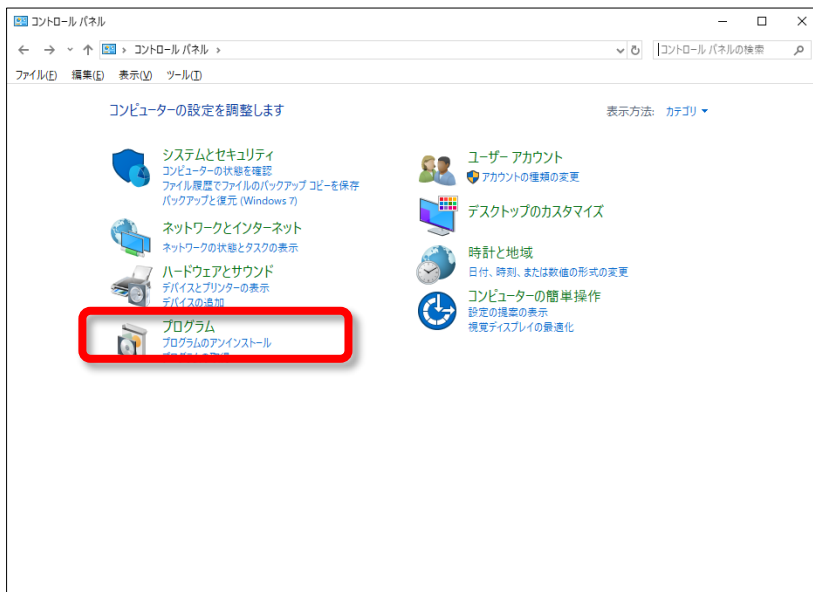 コントロール パネル
コントロール パネル
コントロール パネルの検索
ファイル(F) 編集(E) 表示(V) ツール(T)
コンピューターの設定を調整します
表示方法: カテゴリ
システムとセキュリティ
コンピューターの状態を確認
ファイル履歴でファイルのバックアップ コピーを保存
バックアップと復元 (Windows 7)
ネットワークとインターネット
ネットワークの状態とタスクの表示
ハードウェアとサウンド
デバイスとプリンターの表示
デバイスの追加
プログラム
プログラムのアンインストール
ユーザー アカウント
アカウントの種類の変更
デスクトップのカスタマイズ
時計と地域
日付、時刻、または数値の形式の変更
コンピューターの簡単操作
設定の提案の表示
視覚ディスプレイの最適化